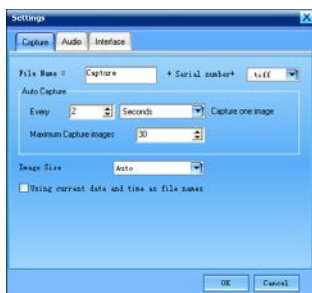 Settings
Capture Audio Interface
File Name : Capture + Serial number+ tiff
Auto Capture
Every 2 Seconds Capture one image
Maximum Capture images 30
Image Size Auto
Using current date and time as file names
OK Cancel